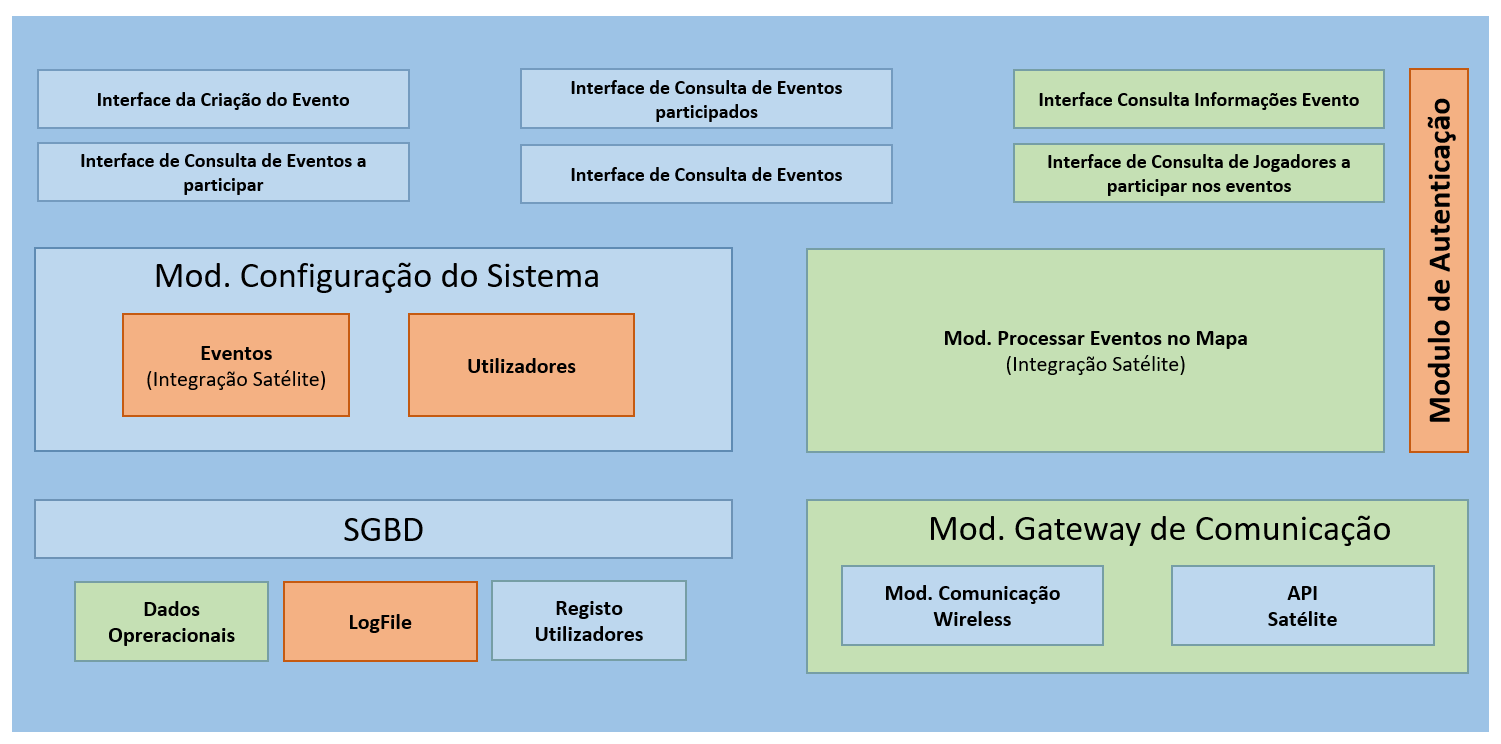 Interface da Criação do Evento
Interface de Consulta de Eventos
participados
Interface Consulta Informações Evento
Interface de Consulta de Eventos a
participar
Interface de Consulta de Eventos
Interface de Consulta de Jogadores a
participar nos eventos
Modulo de Autenticação
Mod. Configuração do Sistema
Eventos
(Integração Satélite)
Utilizadores
Mod. Processar Eventos no Mapa
(Integração Satélite)
SGBD
Dados
Opreracionais
LogFile
Registo
Utilizadores
Mod. Gateway de Comunicação
Mod. Comunicação
Wireless
API
Satélite